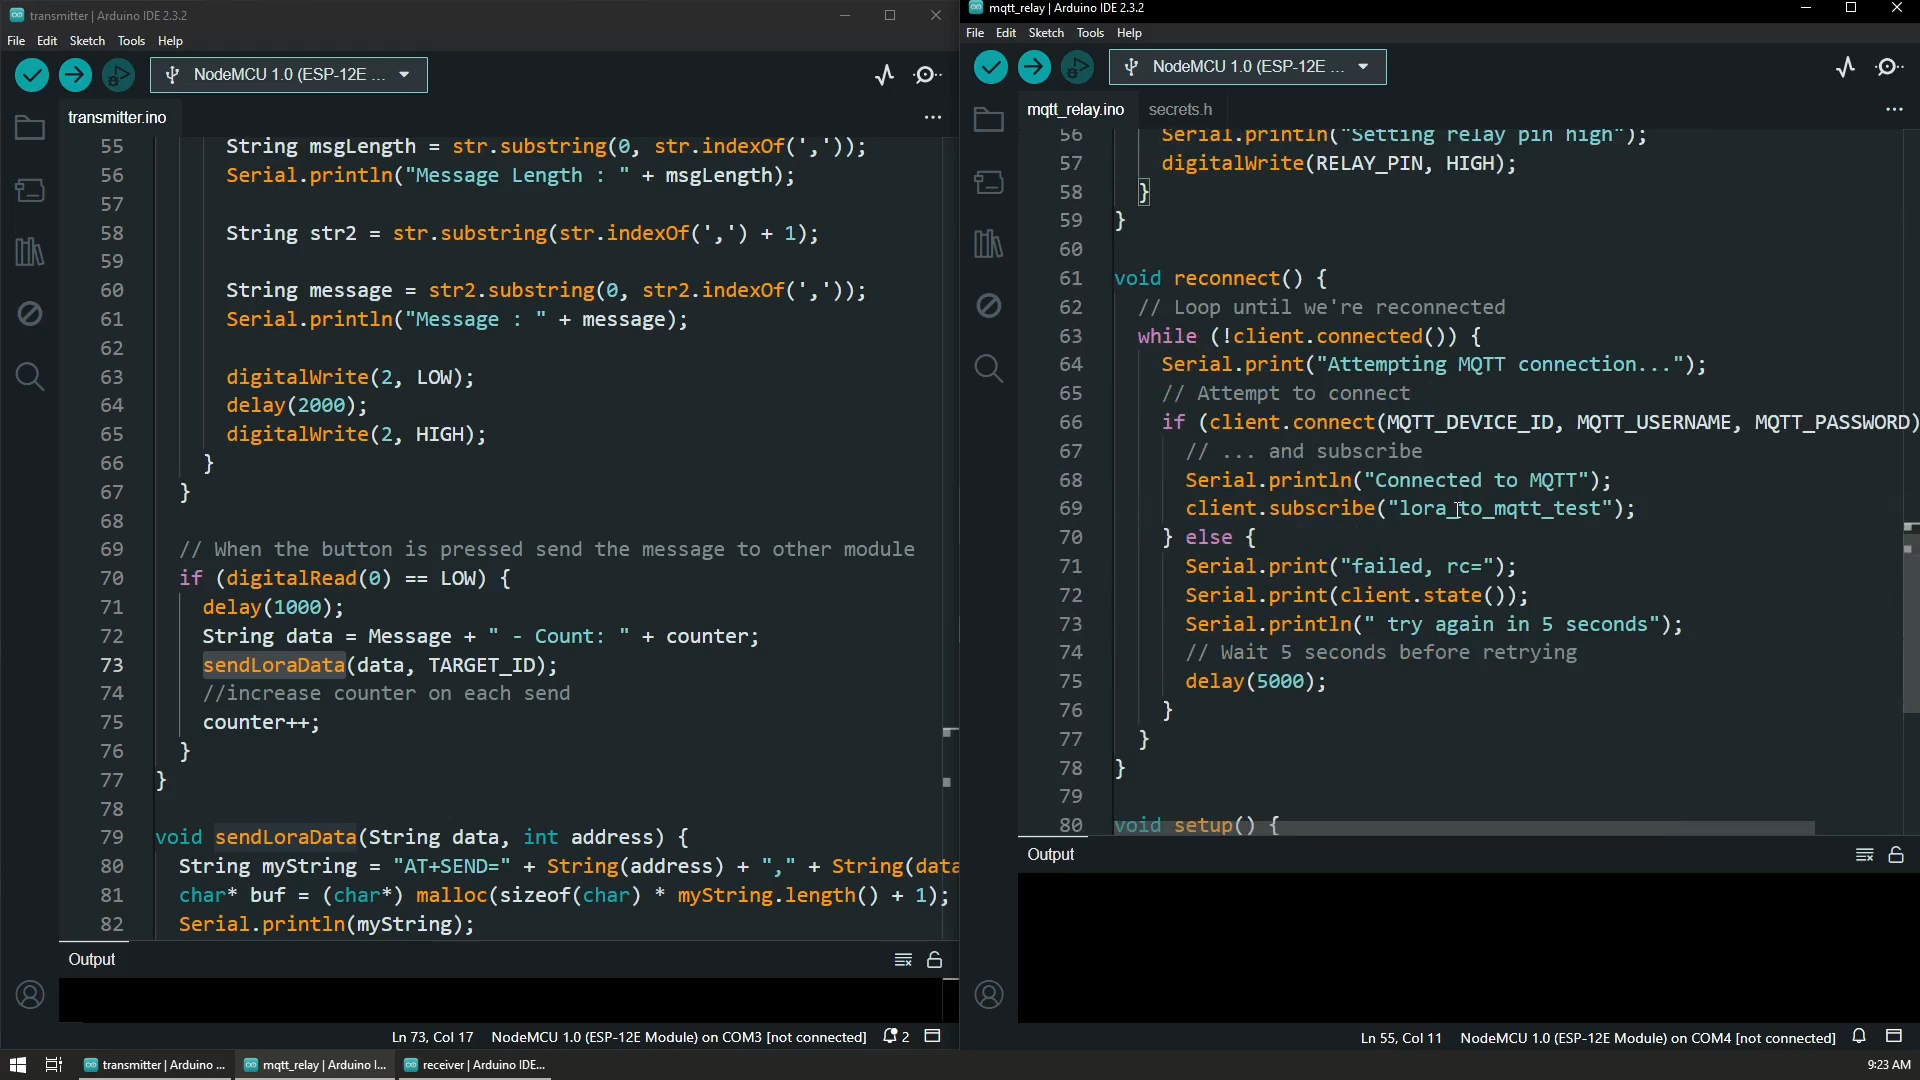 transmitter | Arduino IDE 2.3.2
File Edit Sketch Tools Help
NodeMCU 1.0 (ESP-12E ...
transmitter.ino
55 String msgLength = str.substring(0, str.indexOf(','));
56 Serial.println("Message Length : " + msgLength);
57
58 String str2 = str.substring(str.indexOf(',') + 1);
59
60 String message = str2.substring(0, str2.indexOf(','));
61 Serial.println("Message : " + message);
62
63 digitalWrite(2, LOW);
64 delay(2000);
65 digitalWrite(2, HIGH);
66 }
67 }
68
69 // When the button is pressed send the message to other module
70 if (digitalRead(0) == LOW) {
71 delay(1000);
72 String data = Message + " - Count: " + counter;
73 sendLoraData(data, TARGET_ID);
74 //increase counter on each send
75 counter++;
76 }
77 }
78
79 void sendLoraData(String data, int address) {
80 String myString = "AT+SEND=" + String(address) + "," + String(data
81 char* buf = (char*) malloc(sizeof(char) * myString.length() + 1);
82 Serial.println(myString);
Output
Ln 73, Col 17 NodeMCU 1.0 (ESP-12E Module) on COM3 [not connected] 2
mqtt_relay | Arduino IDE 2.3.2
File Edit Sketch Tools Help
NodeMCU 1.0 (ESP-12E ...
mqtt_relay.ino secrets.h
56 Serial.println("Setting relay pin high");
57 digitalWrite(RELAY_PIN, HIGH);
58 }
59 }
60
61 void reconnect() {
62 // Loop until we're reconnected
63 while (!client.connected()) {
64 Serial.print("Attempting MQTT connection...");
65 // Attempt to connect
66 if (client.connect(MQTT_DEVICE_ID, MQTT_USERNAME, MQTT_PASSWORD)
67 // ... and subscribe
68 Serial.println("Connected to MQTT");
69 client.subscribe("lora_to_mqtt_test");
70 } else {
71 Serial.print("failed, rc=");
72 Serial.print(client.state());
73 Serial.println(" try again in 5 seconds");
74 // Wait 5 seconds before retrying
75 delay(5000);
76 }
77 }
78 }
79
80 void setup() {
Output
Ln 55, Col 11 NodeMCU 1.0 (ESP-12E Module) on COM4 [not connected]
transmitter | Arduino ... mqtt_relay | Arduino I... receiver | Arduino IDE... 9:23 AM